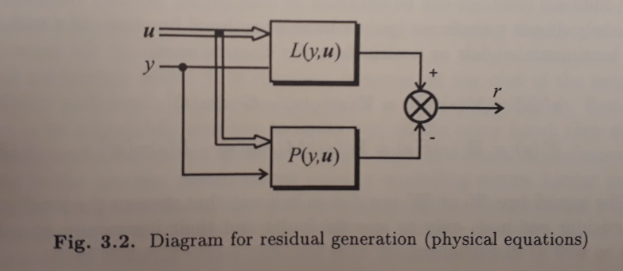 u
L(y,u)
y
+
r
-
P(y,u)
Fig. 3.2. Diagram for residual generation (physical equations)